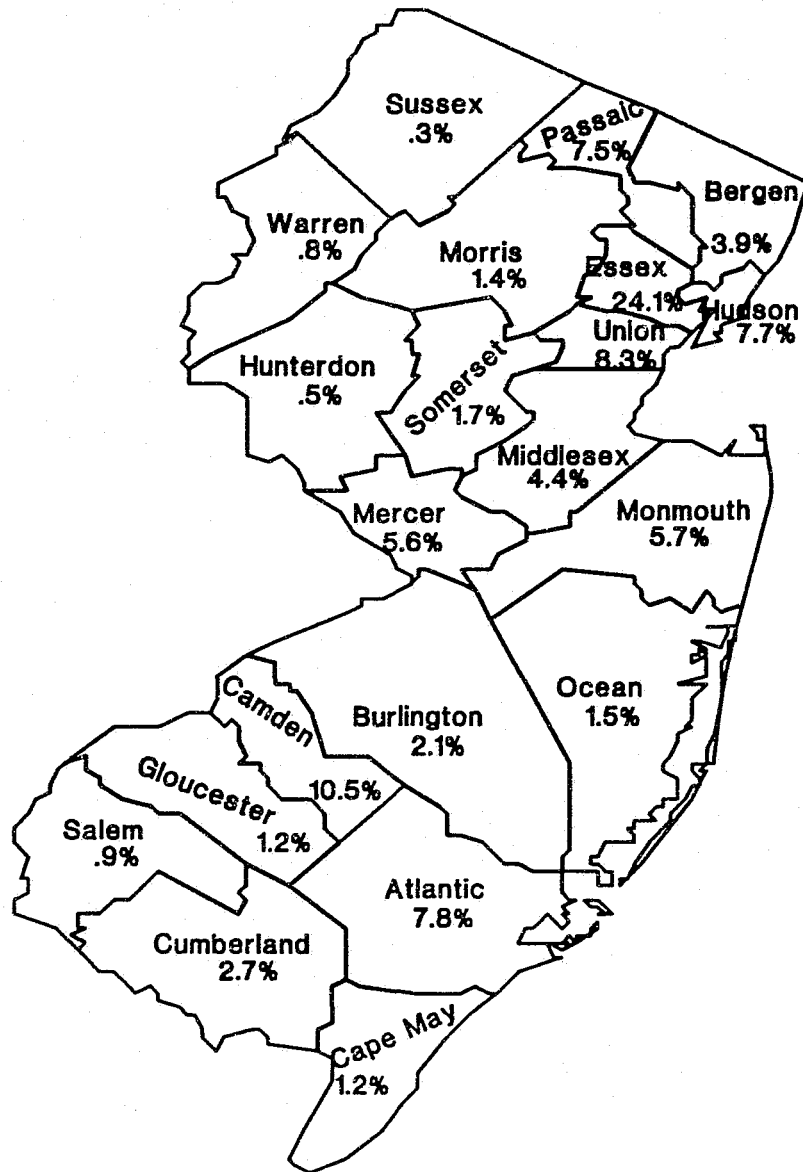 Sussex
.3%
Passaic
7.5%
Bergen
3.9%
Warren
.8%
Morris
1.4%
Essex
24.1%
Hudson
7.7%
Union
8.3%
Hunterdon
.5%
Somerset
1.7%
Middlesex
4.4%
Mercer
5.6%
Monmouth
5.7%
Ocean
1.5%
Burlington
2.1%
Camden
10.5%
Gloucester
1.2%
Salem
.9%
Atlantic
7.8%
Cumberland
2.7%
Cape May
1.2%